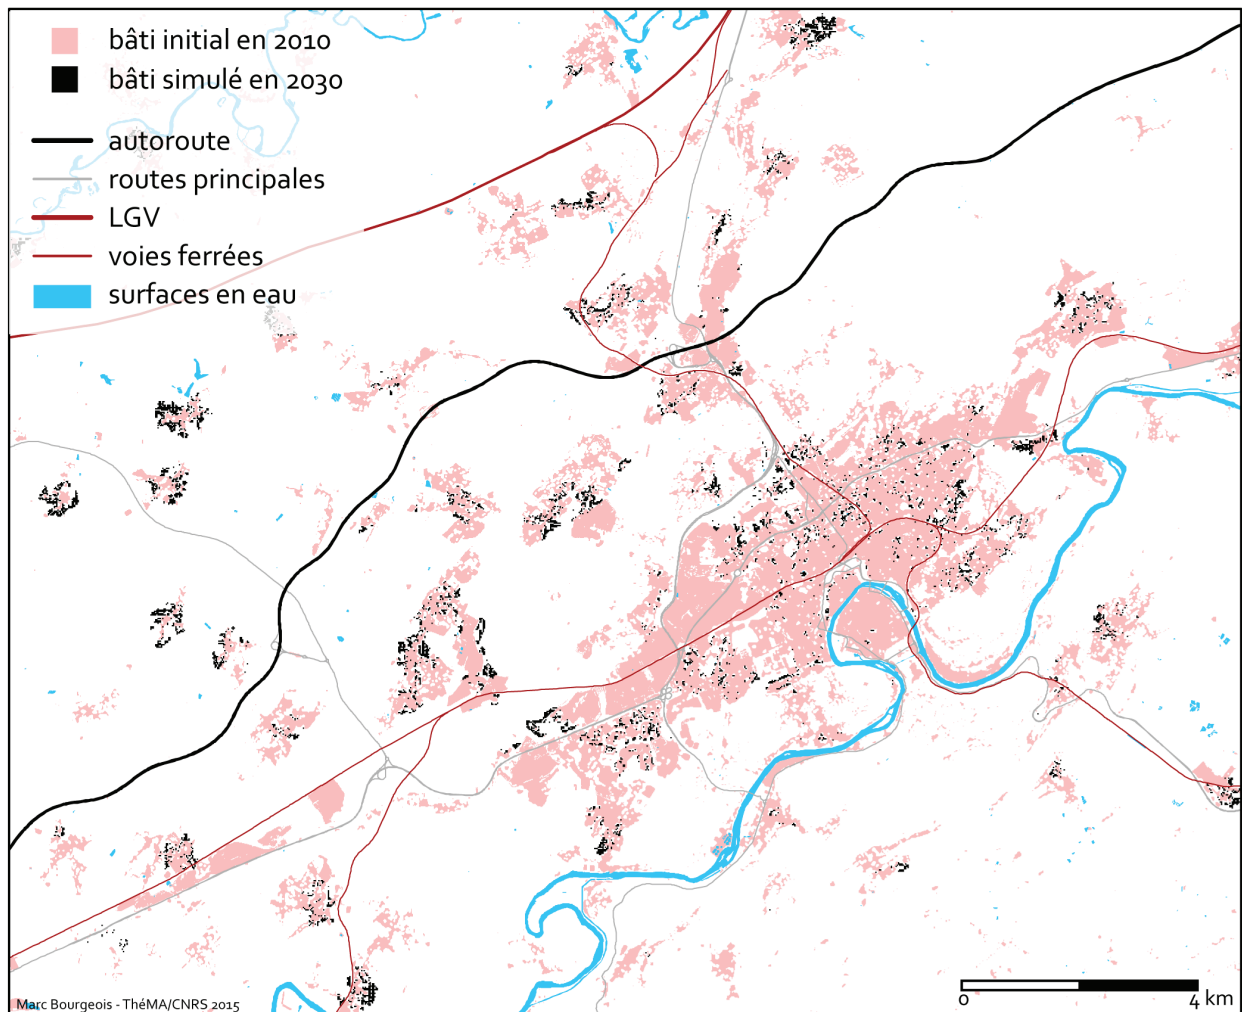 bâti initial en 2010
bâti simulé en 2030
autoroute
routes principales
LGV
voies ferrées
surfaces en eau
Marc Bourgeois - ThéMA/CNRS 2015
0 4 km